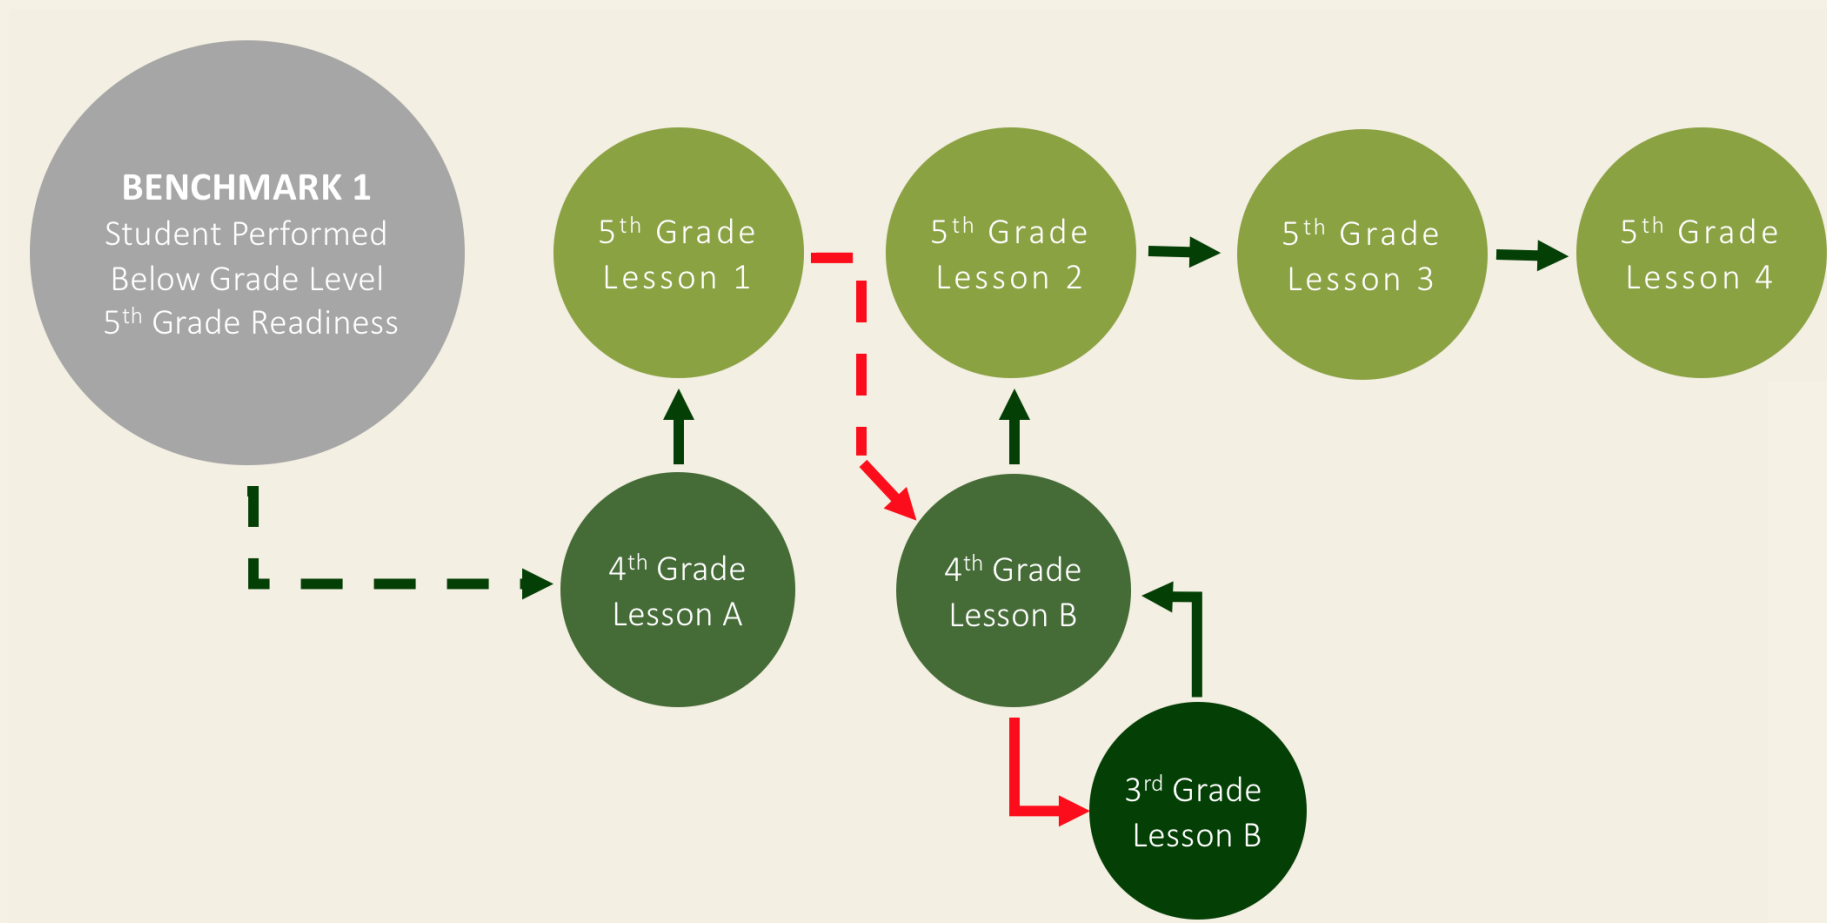 BENCHMARK 1
Student Performed
Below Grade Level
5th Grade Readiness
5th Grade
Lesson 1
5th Grade
Lesson 2
5th Grade
Lesson 3
5th Grade
Lesson 4
4th Grade
Lesson A
4th Grade
Lesson B
3rd Grade
Lesson B